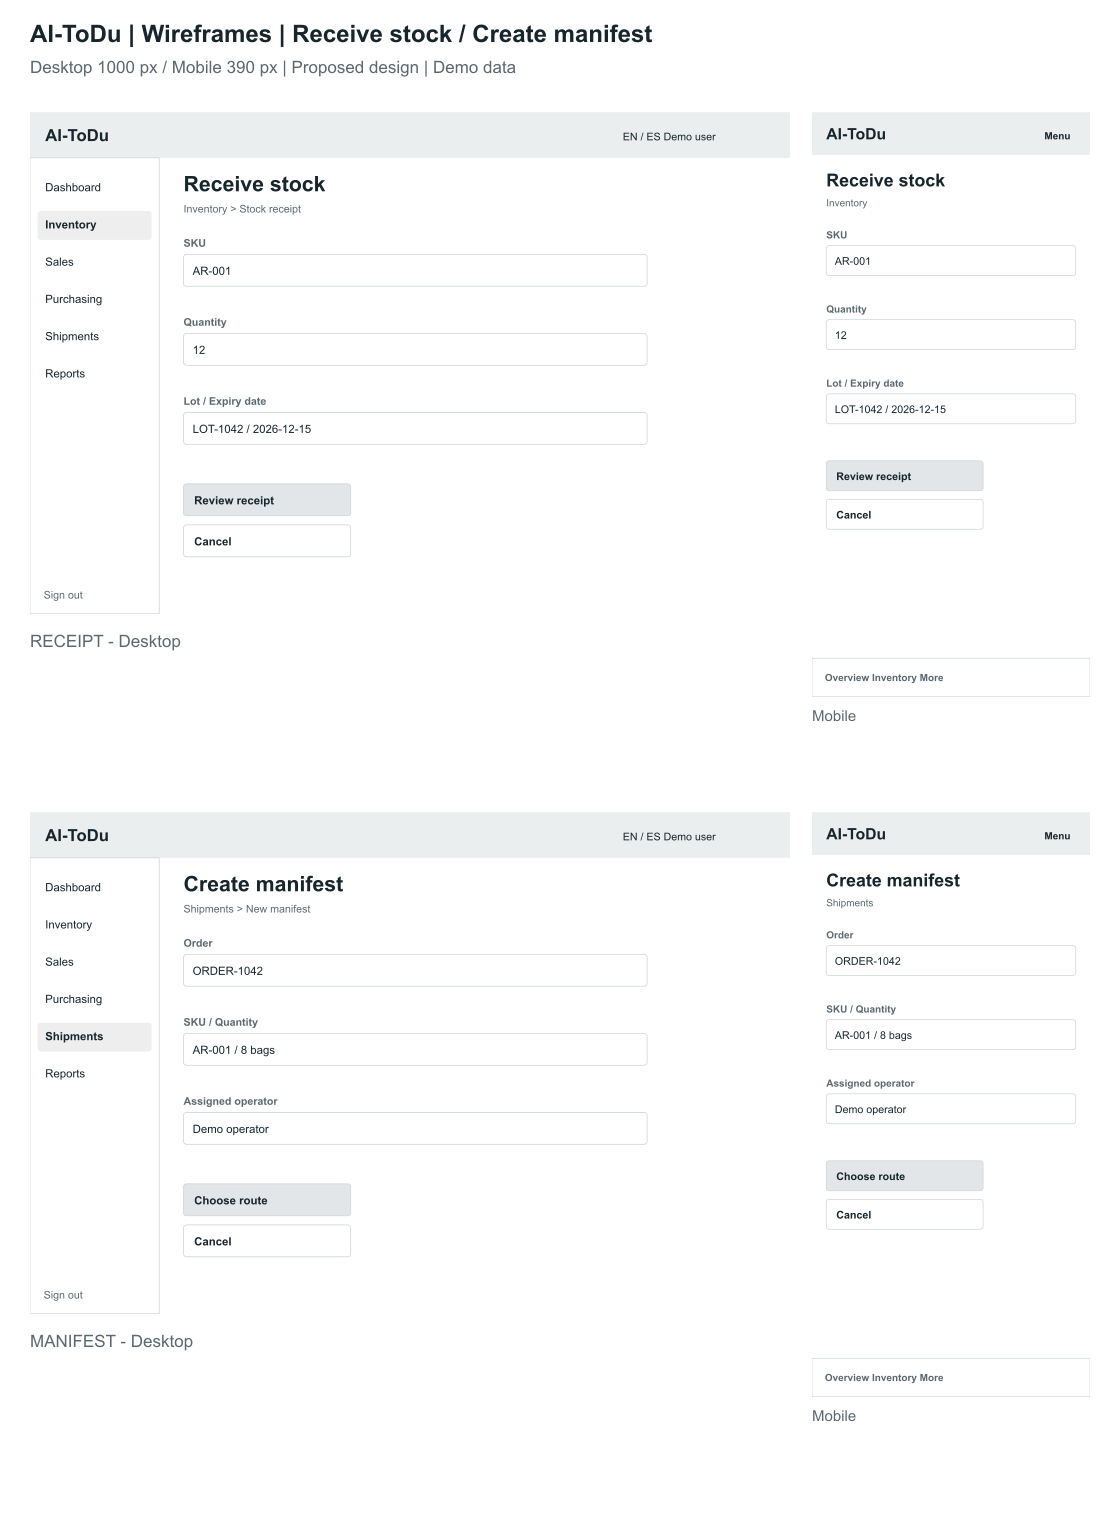 AI-ToDu | Wireframes | Receive stock / Create manifest
Desktop 1000 px / Mobile 390 px | Proposed design | Demo data
AI-ToDu
EN / ES Demo user
Dashboard
Inventory
Sales
Purchasing
Shipments
Reports
Sign out
Receive stock
Inventory > Stock receipt
SKU
AR-001
Quantity
12
Lot / Expiry date
LOT-1042 / 2026-12-15
Review receipt
Cancel
RECEIPT - Desktop
AI-ToDu
Menu
Receive stock
Inventory
SKU
AR-001
Quantity
12
Lot / Expiry date
LOT-1042 / 2026-12-15
Review receipt
Cancel
Overview Inventory More
Mobile
AI-ToDu
EN / ES Demo user
Dashboard
Inventory
Sales
Purchasing
Shipments
Reports
Sign out
Create manifest
Shipments > New manifest
Order
ORDER-1042
SKU / Quantity
AR-001 / 8 bags
Assigned operator
Demo operator
Choose route
Cancel
MANIFEST - Desktop
AI-ToDu
Menu
Create manifest
Shipments
Order
ORDER-1042
SKU / Quantity
AR-001 / 8 bags
Assigned operator
Demo operator
Choose route
Cancel
Overview Inventory More
Mobile